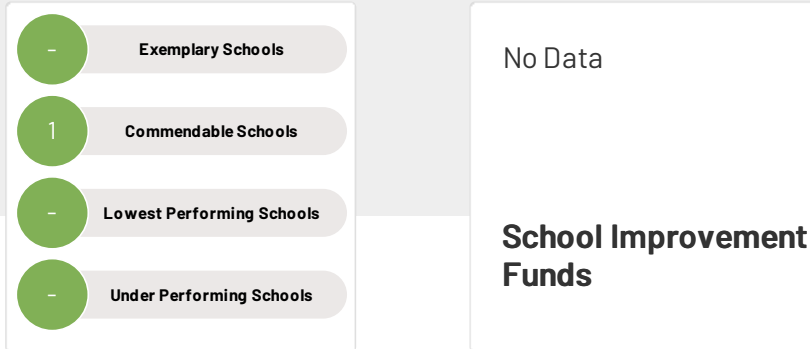 – Exemplary Schools
1 Commendable Schools
– Lowest Performing Schools
– Under Performing Schools
No Data
School Improvement
Funds